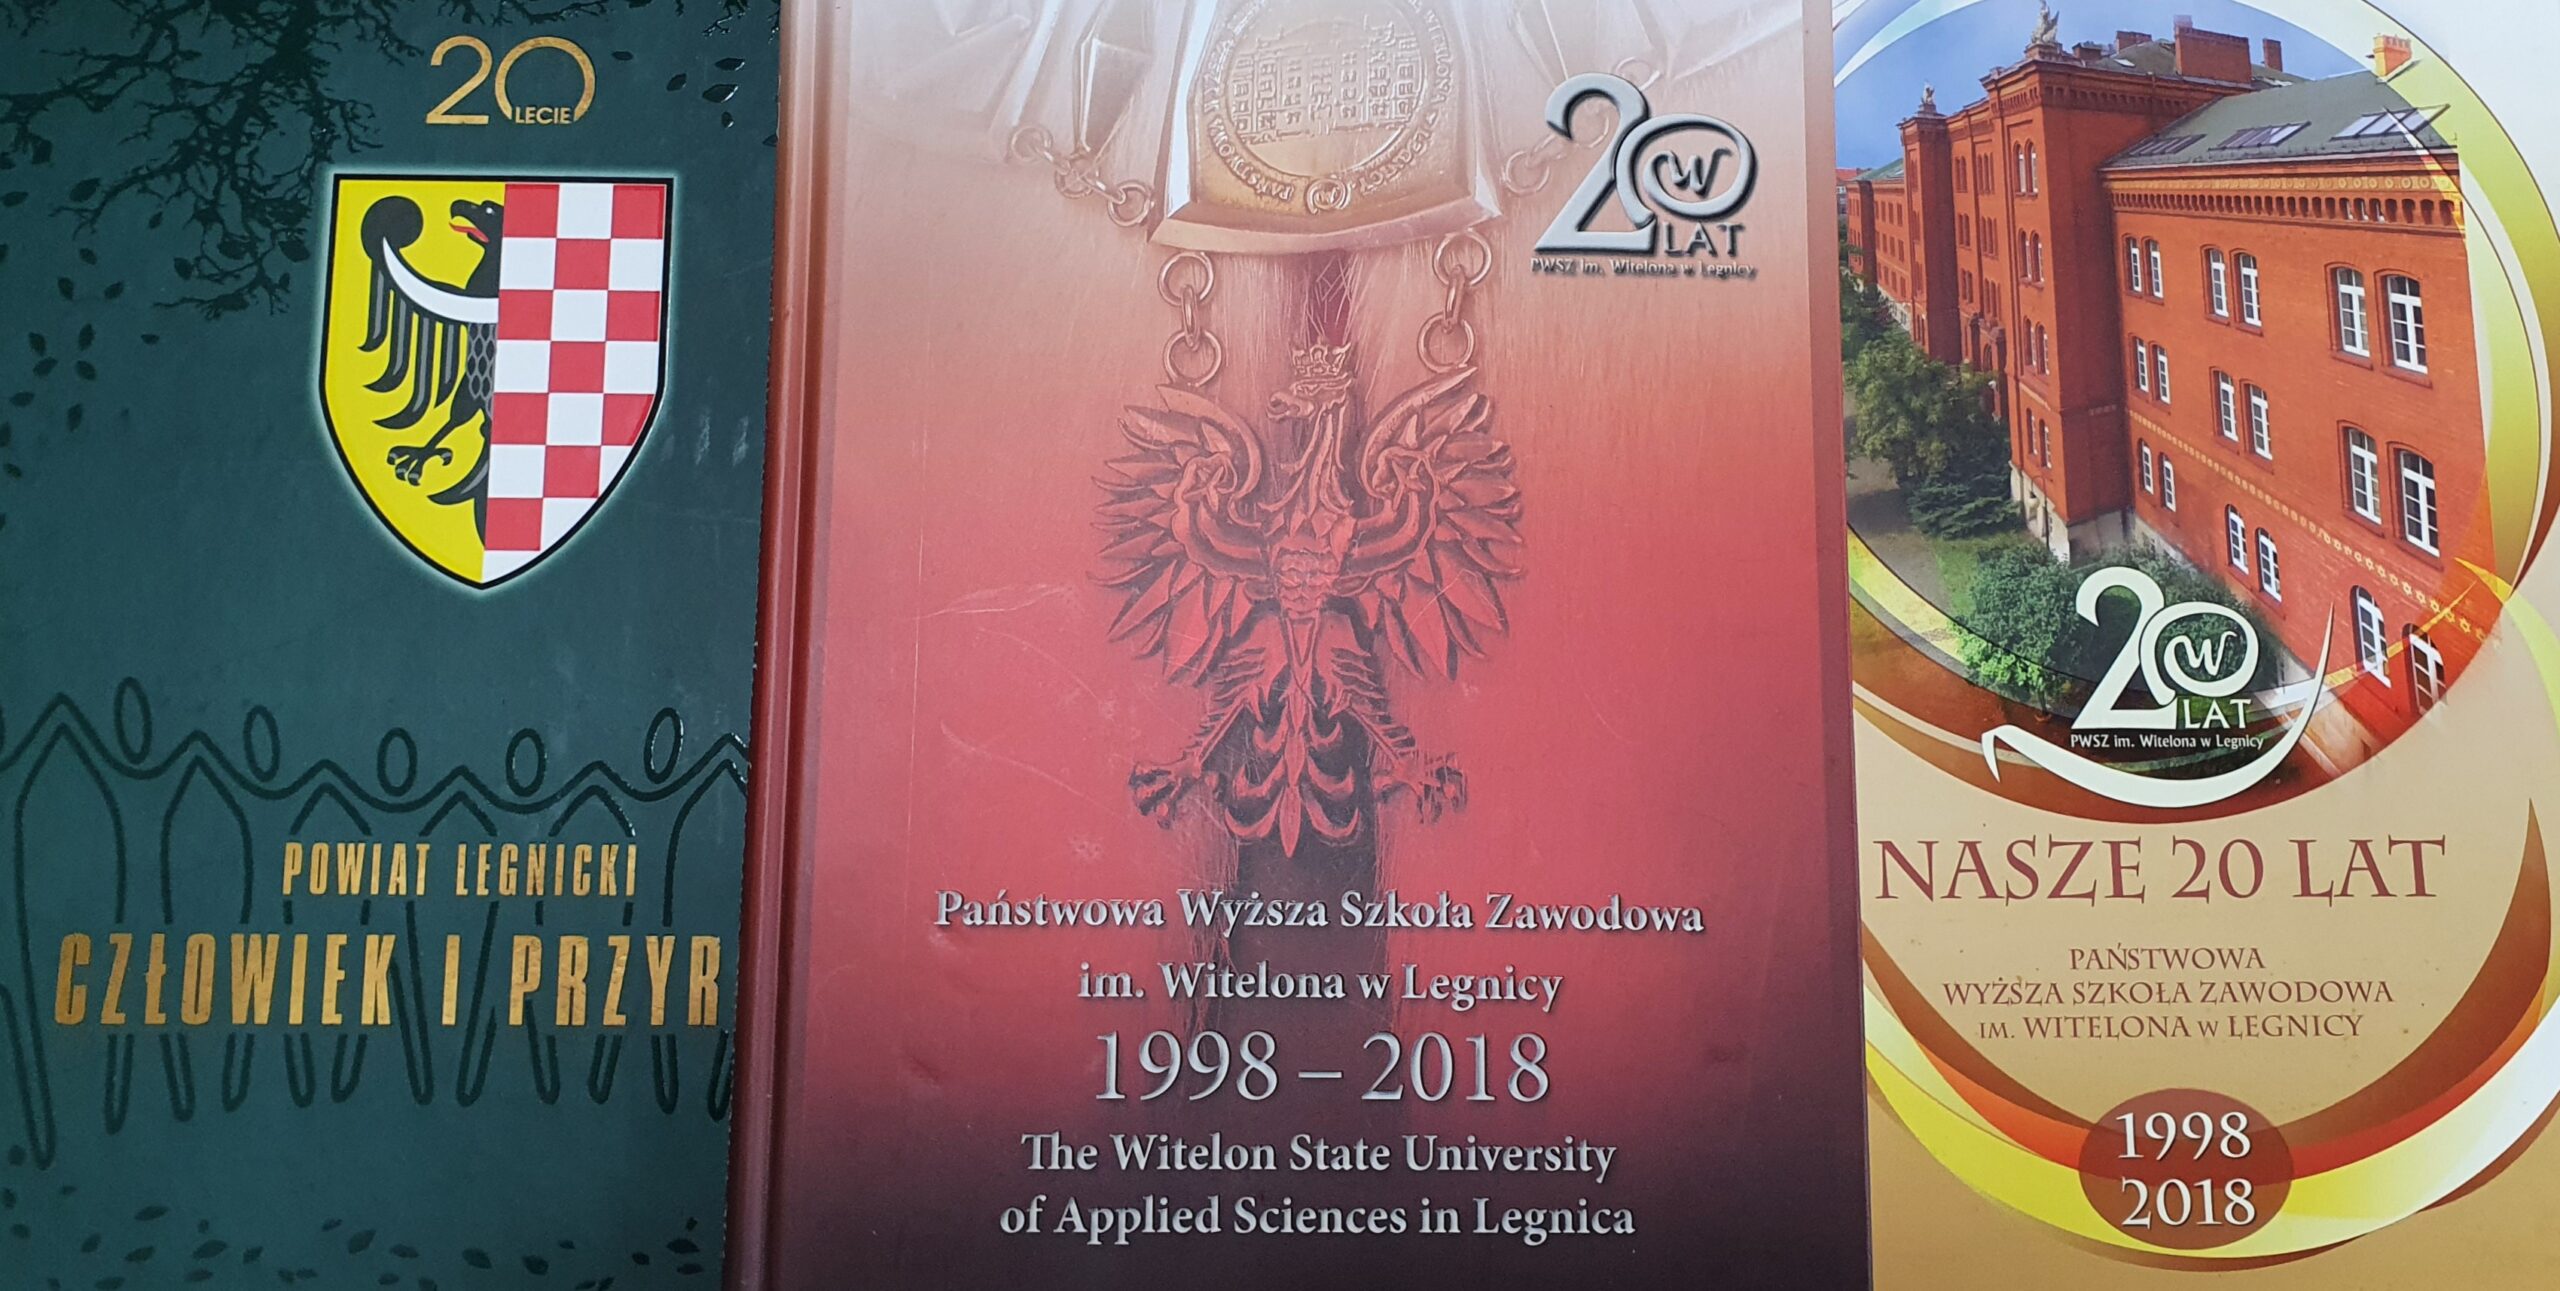 20
LECIE
POWIAT LEGNICKI
CZŁOWIEK I PRZYR
20
W
LAT
PWSZ im. Witelona w Legnicy
Państwowa Wyższa Szkoła Zawodowa
im. Witelona w Legnicy
1998 – 2018
The Witelon State University
of Applied Sciences in Legnica
20
W
LAT
PWSZ im. Witelona w Legnicy
NASZE 20 LAT
PAŃSTWOWA
WYŻSZA SZKOŁA ZAWODOWA
IM. WITELONA W LEGNICY
1998
2018